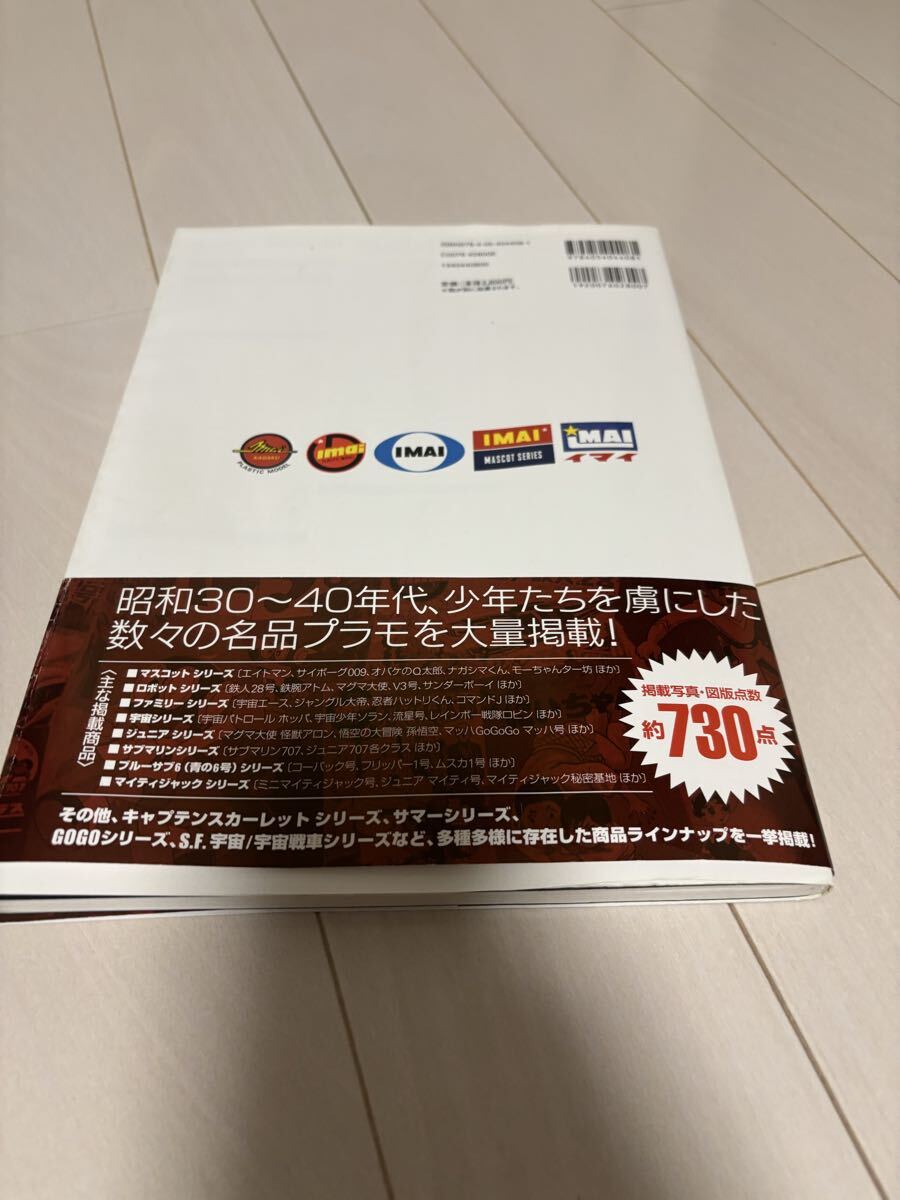 9784054044081
1920076028007
定価：（本体2,800円）
imai
KAGAKU
PLASTIC MODEL
imai
IMAI
IMAI
MASCOT SERIES
iMAI
イマイ
昭和30〜40年代、少年たちを虜にした
数々の名品プラモを大量掲載！
〈主な掲載商品〉
■マスコット シリーズ〔エイトマン、サイボーグ009、オバケのQ太郎、ナガシマくん、モーちゃんター坊 ほか〕
■ロボット シリーズ〔鉄人28号、鉄腕アトム、マグマ大使、V3号、サンダーボーイ ほか〕
■ファミリー シリーズ〔宇宙エース、ジャングル大帝、忍者ハットリくん、コマンドJ ほか〕
■宇宙シリーズ〔宇宙パトロール ホッパ、宇宙少年ソラン、流星号、レインボー戦隊ロビン ほか〕
■ジュニア シリーズ〔マグマ大使 怪獣アロン、悟空の大冒険 孫悟空、マッハGoGoGo マッハ号 ほか〕
■サブマリンシリーズ〔サブマリン707、ジュニア707各クラス ほか〕
■ブルーサブ6（青の6号）シリーズ〔コーバック号、フリッパー1号、ムスカ1号 ほか〕
■マイティジャック シリーズ〔ミニマイティジャック号、ジュニア マイティ号、マイティジャック秘密基地 ほか〕
掲載写真・図版点数
約730点
その他、キャプテンスカーレット シリーズ、サマーシリーズ、
GOGOシリーズ、S.F. 宇宙/宇宙戦車シリーズなど、多種多様に存在した商品ラインナップを一挙掲載！